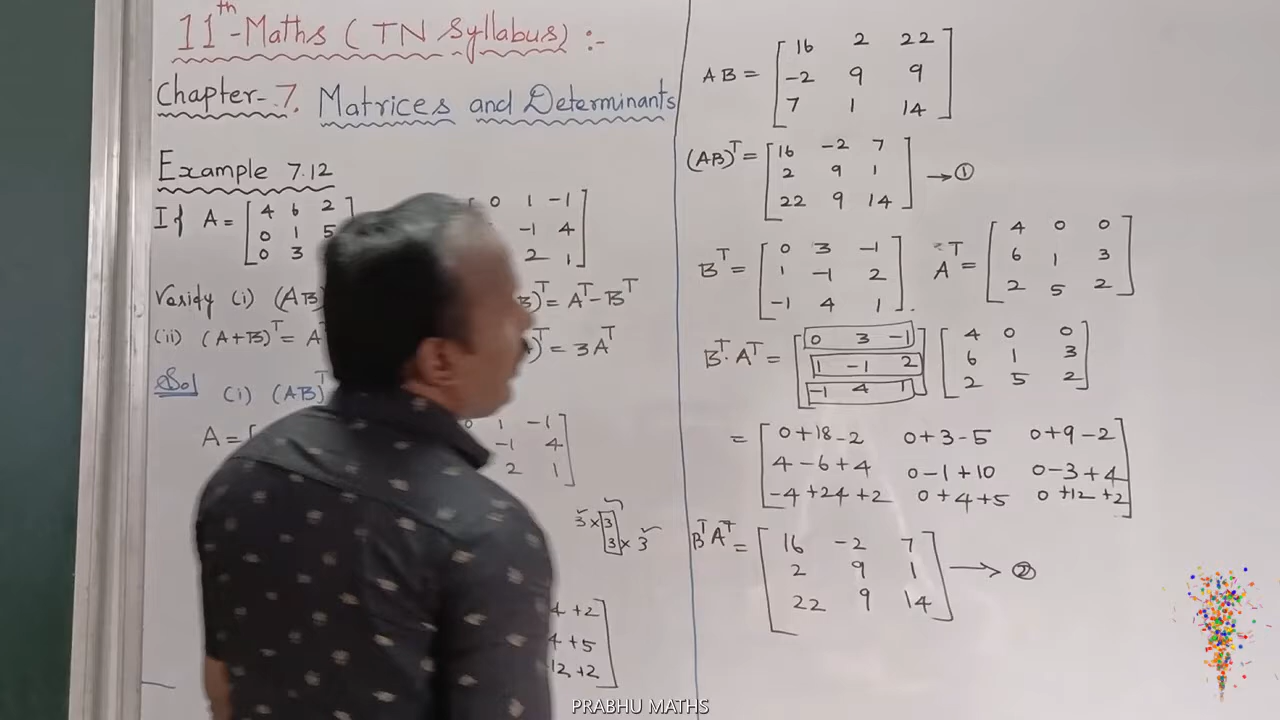 11th-Maths (TN Syllabus) :-
Chapter-7. Matrices and Determinants
Example 7.12
If A = [4 6 2
0 1 5
0 3
0 1 -1]
-1 4
2 1
Verify (i) (AB)
)ᵀ = Aᵀ - Bᵀ
(ii) (A+B)ᵀ = A
)ᵀ = 3Aᵀ
Sol (i) (AB)ᵀ
A = [
0 1 -1]
-1 4
2 1
3 × 3
3 × 3
4 +2]
4 +5
12 +2
AB = [16 2 22]
-2 9 9
7 1 14
(AB)ᵀ = [16 -2 7] → ①
2 9 1
22 9 14
Bᵀ = [0 3 -1]
1 -1 2
-1 4 1.
Aᵀ = [4 0 0]
6 1 3
2 5 2
Bᵀ·Aᵀ = [0 3 -1] [4 0 0]
1 -1 2 6 1 3
-1 4 1 2 5 2
= [0+18-2 0+3-5 0+9-2]
4-6+4 0-1+10 0-3+4
-4+24+2 0+4+5 0+12+2
BᵀAᵀ = [16 -2 7] → ②
2 9 1
22 9 14
PRABHU MATHS